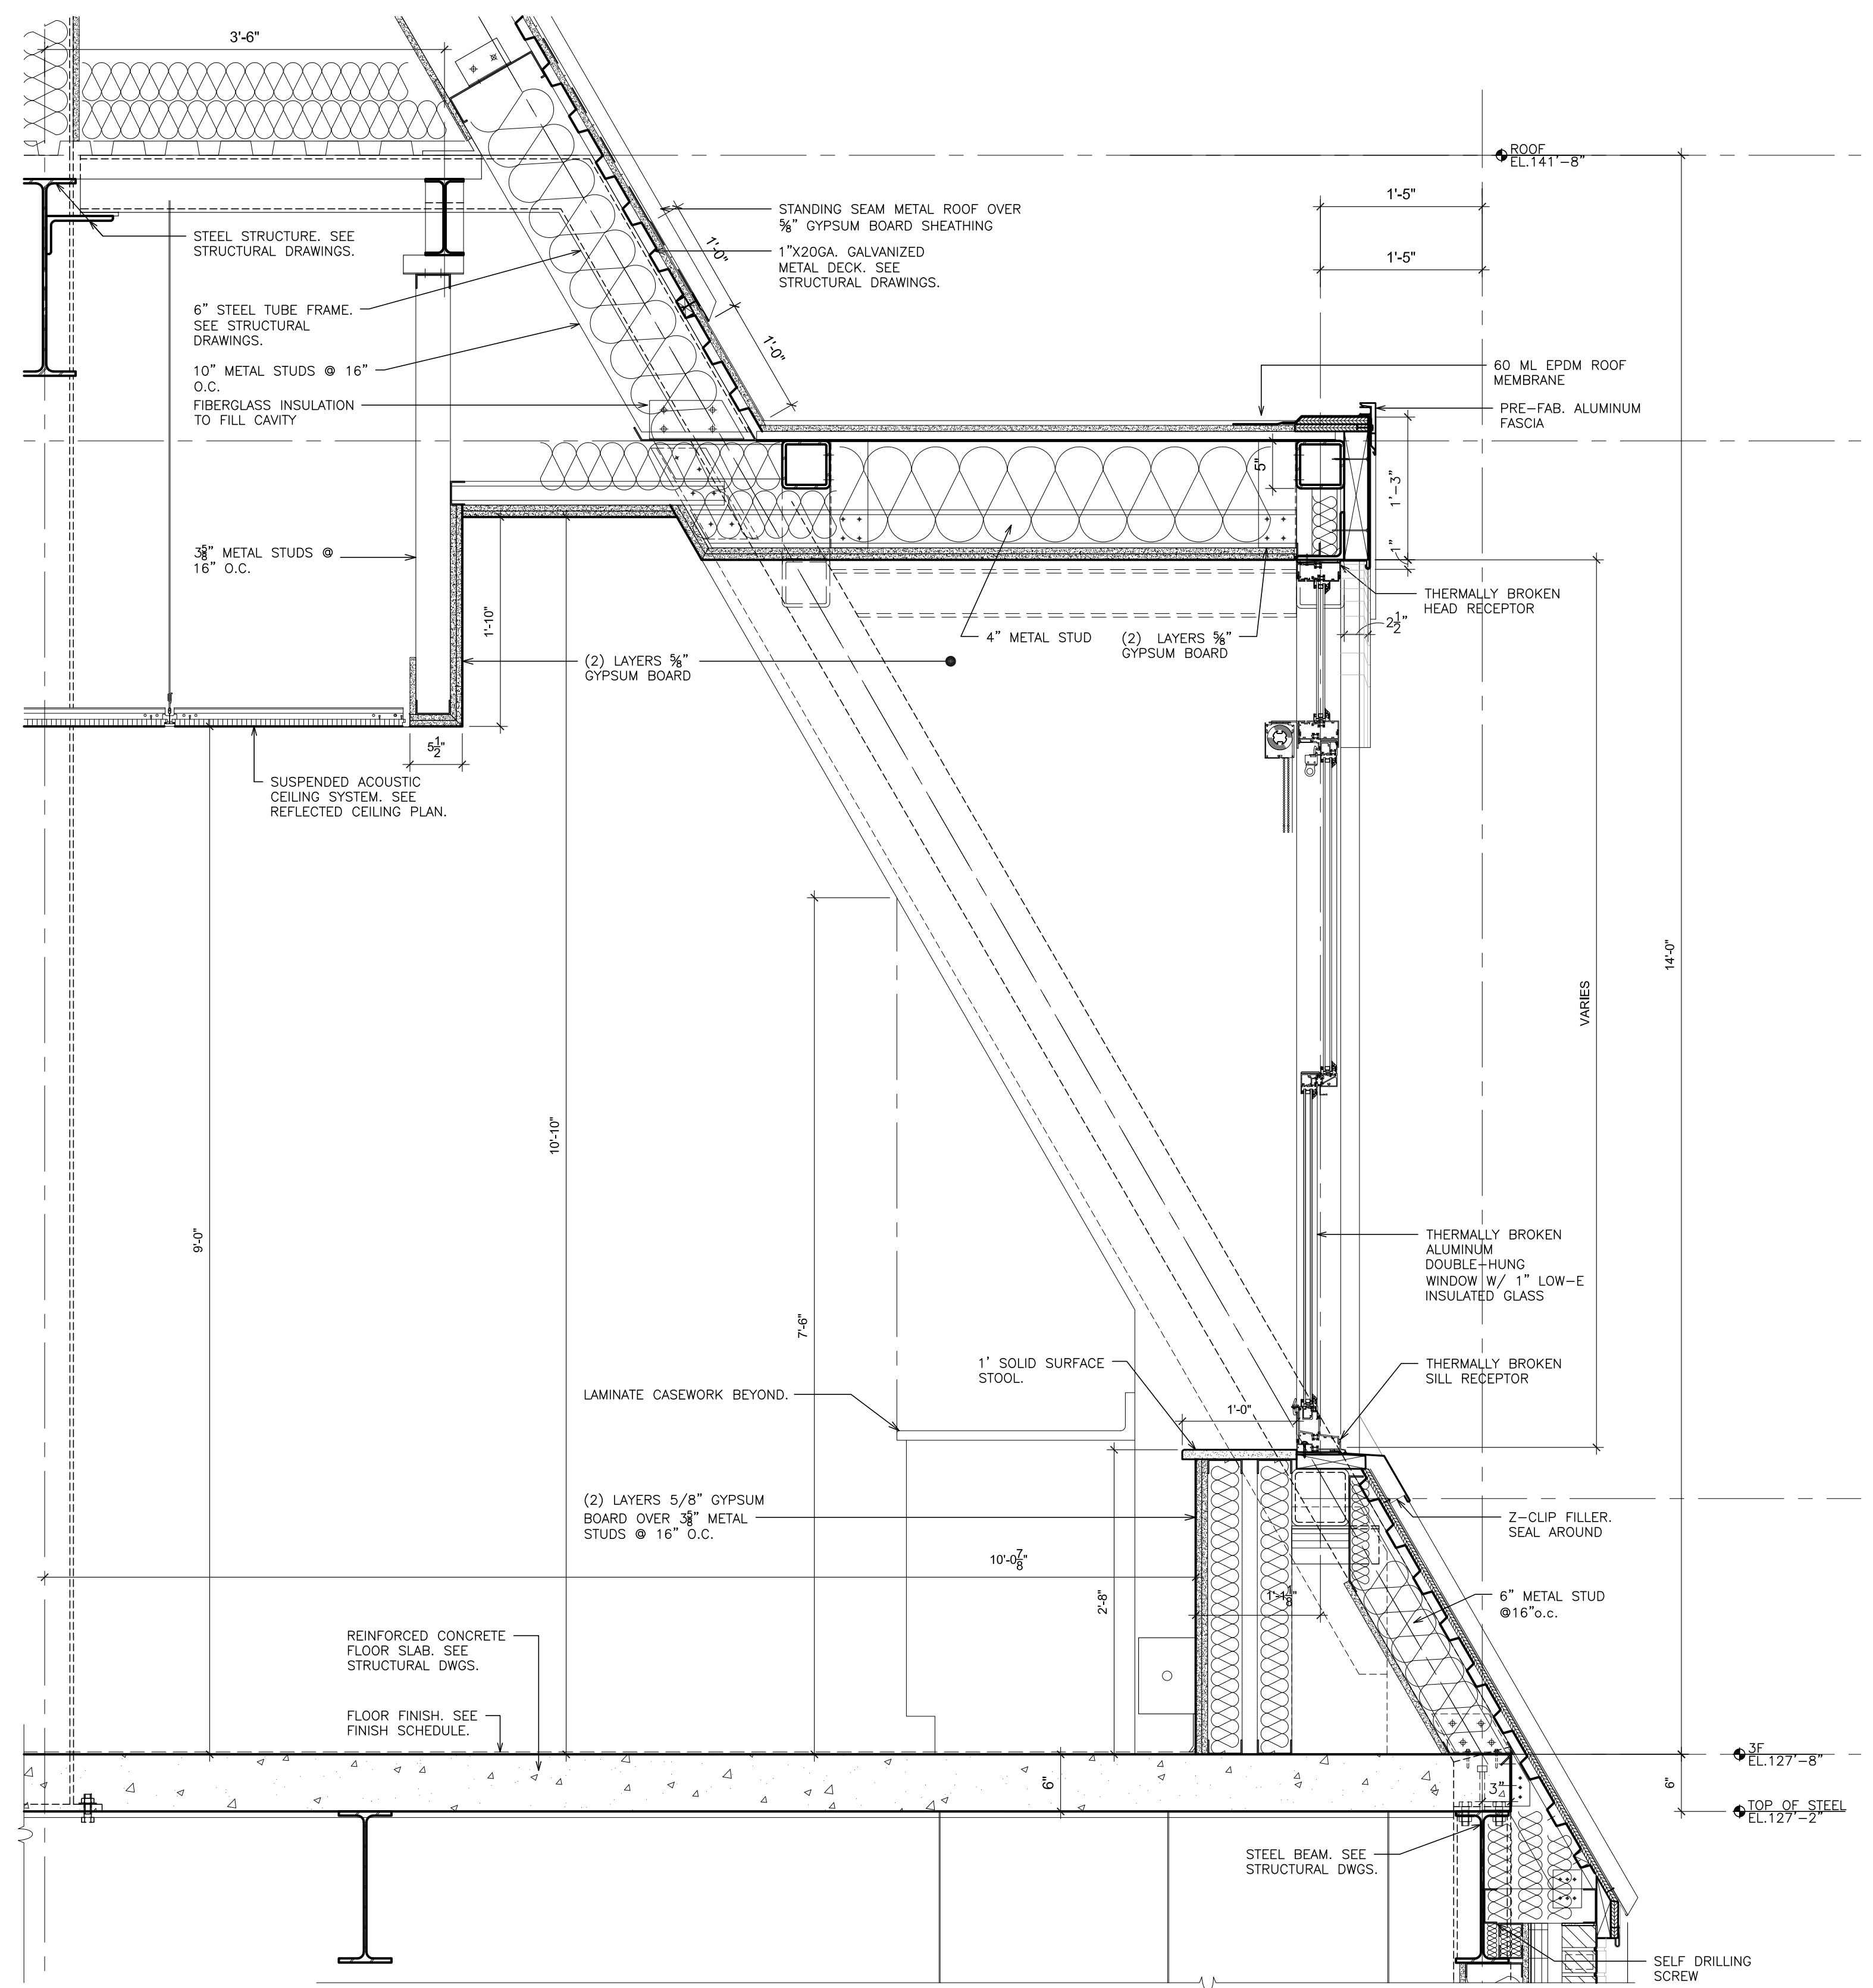 3'-6"
ROOF
EL.141'-8"
1'-5"
1'-5"
STANDING SEAM METAL ROOF OVER
⅝" GYPSUM BOARD SHEATHING
1"X20GA. GALVANIZED
METAL DECK. SEE
STRUCTURAL DRAWINGS.
1'-0"
1'-0"
STEEL STRUCTURE. SEE
STRUCTURAL DRAWINGS.
6" STEEL TUBE FRAME.
SEE STRUCTURAL
DRAWINGS.
10" METAL STUDS @ 16"
O.C.
FIBERGLASS INSULATION
TO FILL CAVITY
60 ML EPDM ROOF
MEMBRANE
PRE-FAB. ALUMINUM
FASCIA
5"
1'-3"
1"
3⅝" METAL STUDS @
16" O.C.
THERMALLY BROKEN
HEAD RECEPTOR
2½"
1'-10"
4" METAL STUD
(2) LAYERS ⅝"
GYPSUM BOARD
(2) LAYERS ⅝"
GYPSUM BOARD
5½"
SUSPENDED ACOUSTIC
CEILING SYSTEM. SEE
REFLECTED CEILING PLAN.
14'-0"
VARIES
10'-10"
9'-0"
7'-6"
THERMALLY BROKEN
ALUMINUM
DOUBLE-HUNG
WINDOW W/ 1" LOW-E
INSULATED GLASS
1' SOLID SURFACE
STOOL.
THERMALLY BROKEN
SILL RECEPTOR
LAMINATE CASEWORK BEYOND.
1'-0"
(2) LAYERS 5/8" GYPSUM
BOARD OVER 3⅝" METAL
STUDS @ 16" O.C.
Z-CLIP FILLER.
SEAL AROUND
10'-0⅞"
2'-8"
1'-1⅛"
6" METAL STUD
@16"o.c.
REINFORCED CONCRETE
FLOOR SLAB. SEE
STRUCTURAL DWGS.
FLOOR FINISH. SEE
FINISH SCHEDULE.
3F
EL.127'-8"
6"
3"
6"
TOP OF STEEL
EL.127'-2"
STEEL BEAM. SEE
STRUCTURAL DWGS.
SELF DRILLING
SCREW